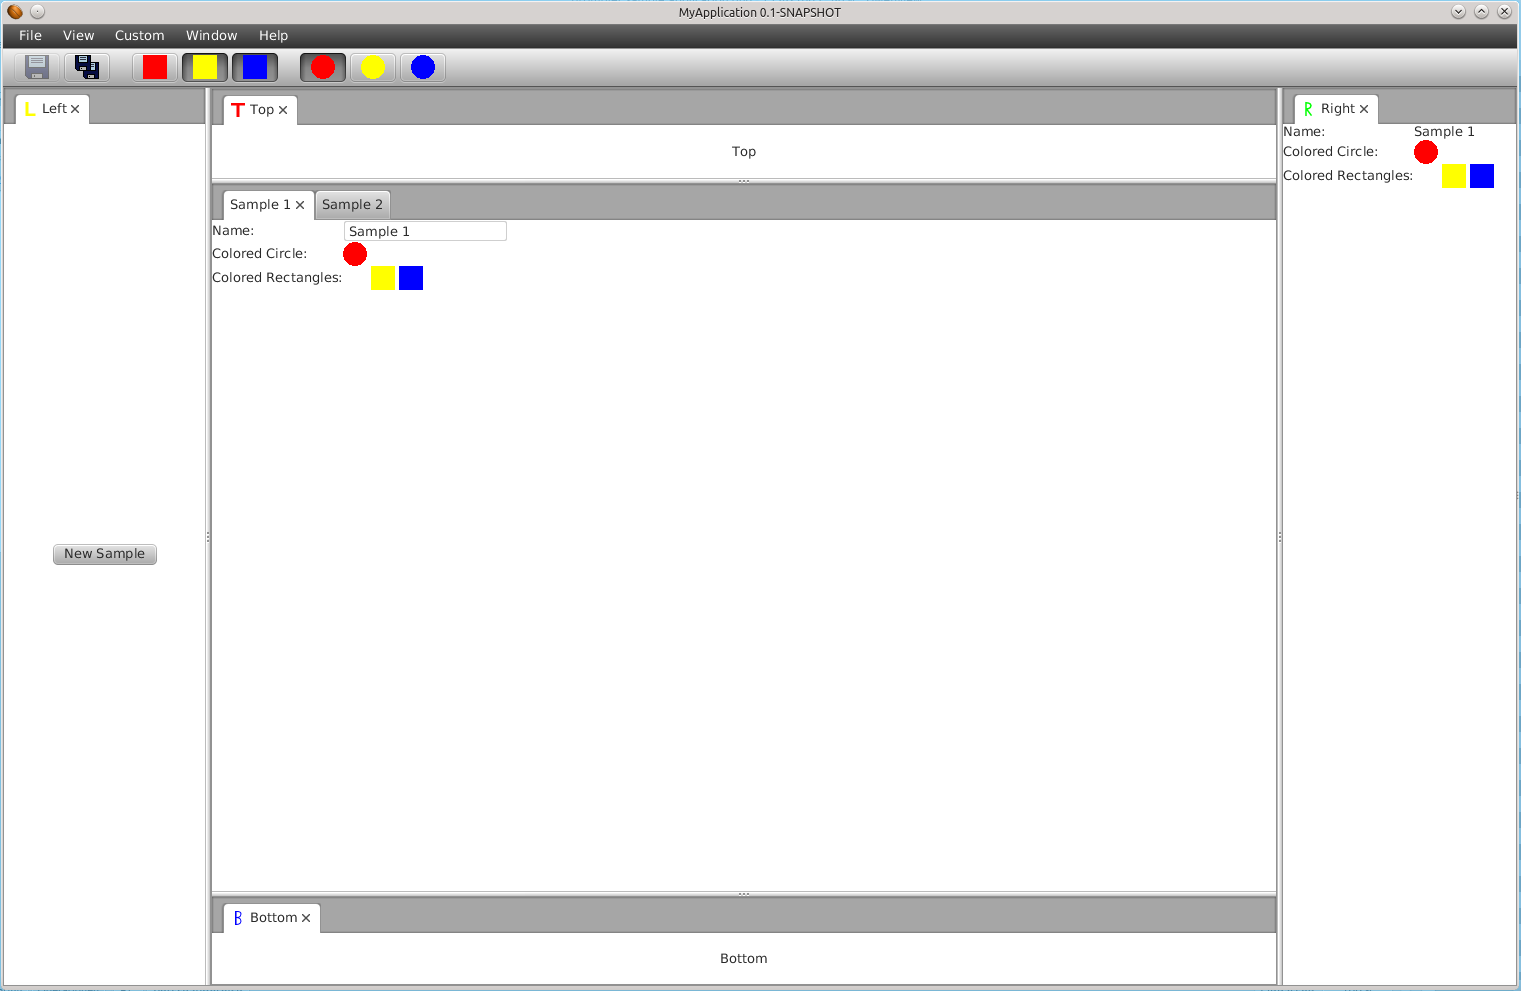 MyApplication 0.1-SNAPSHOT
File View Custom Window Help
L Left
T Top
R Right
Top
Name: Sample 1
Colored Circle:
Colored Rectangles:
Sample 1 Sample 2
Name: Sample 1
Colored Circle:
Colored Rectangles:
New Sample
B Bottom
Bottom